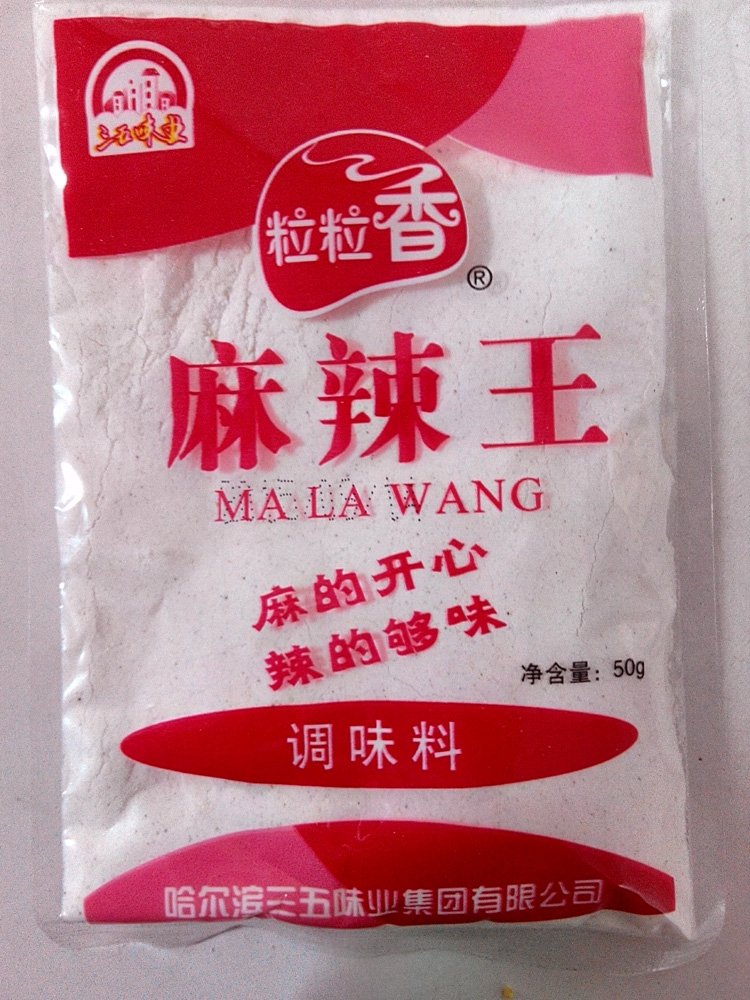 三五味业
粒粒香
®
麻辣王
MA LA WANG
麻的开心
辣的够味
净含量：50g
调味料
哈尔滨三五味业集团有限公司